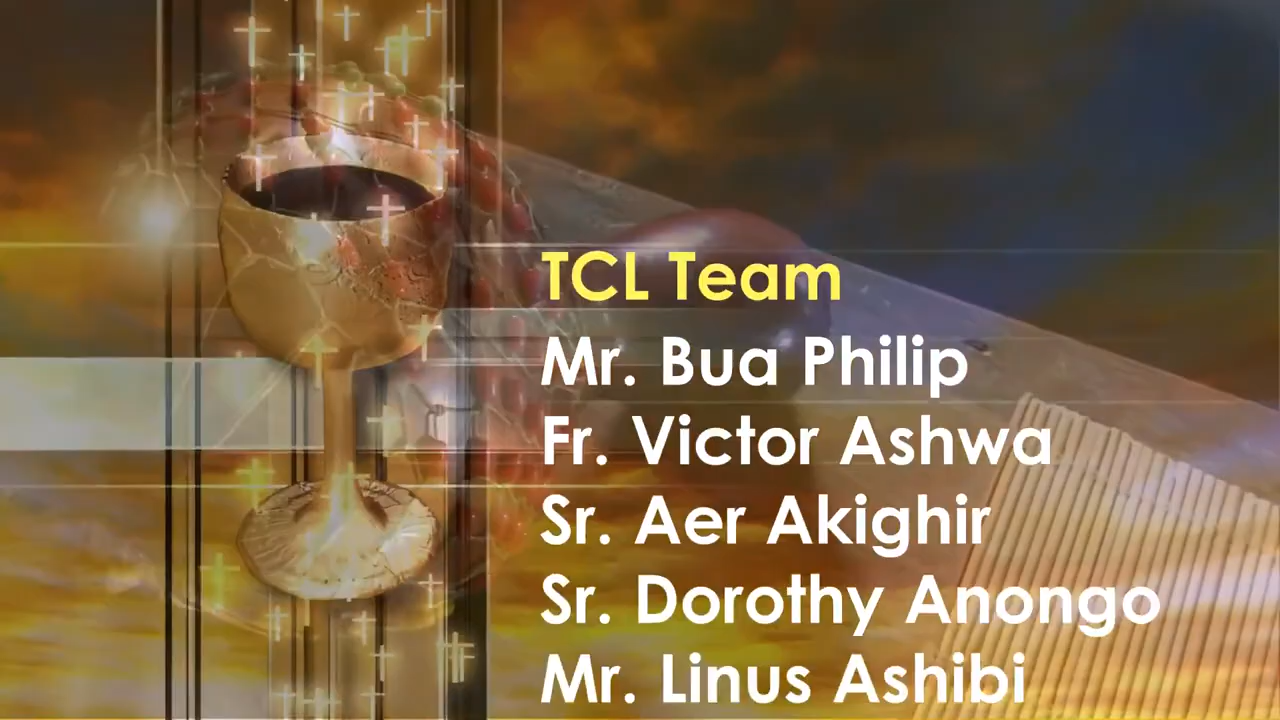 TCL Team
Mr. Bua Philip
Fr. Victor Ashwa
Sr. Aer Akighir
Sr. Dorothy Anongo
Mr. Linus Ashibi